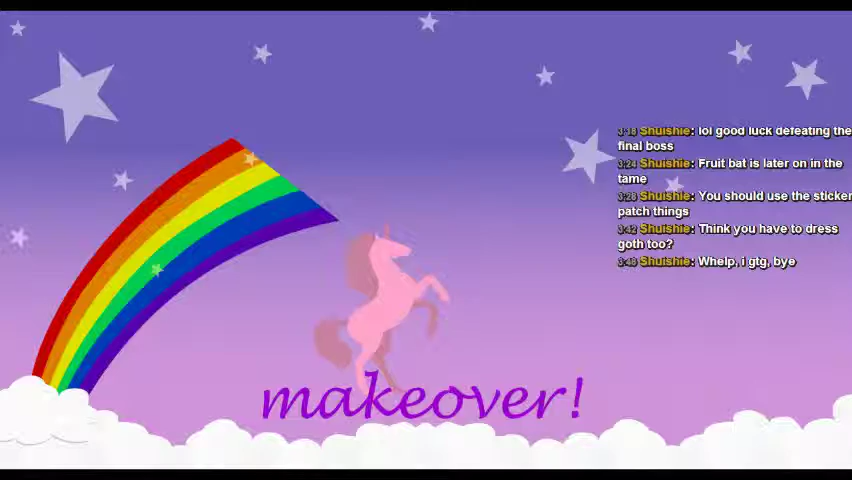 3:18 Shuishie: lol good luck defeating the
final boss
3:24 Shuishie: Fruit bat is later on in the
tame
3:28 Shuishie: You should use the sticker
patch things
3:42 Shuishie: Think you have to dress
goth too?
3:48 Shuishie: Whelp, i gtg, bye
makeover!